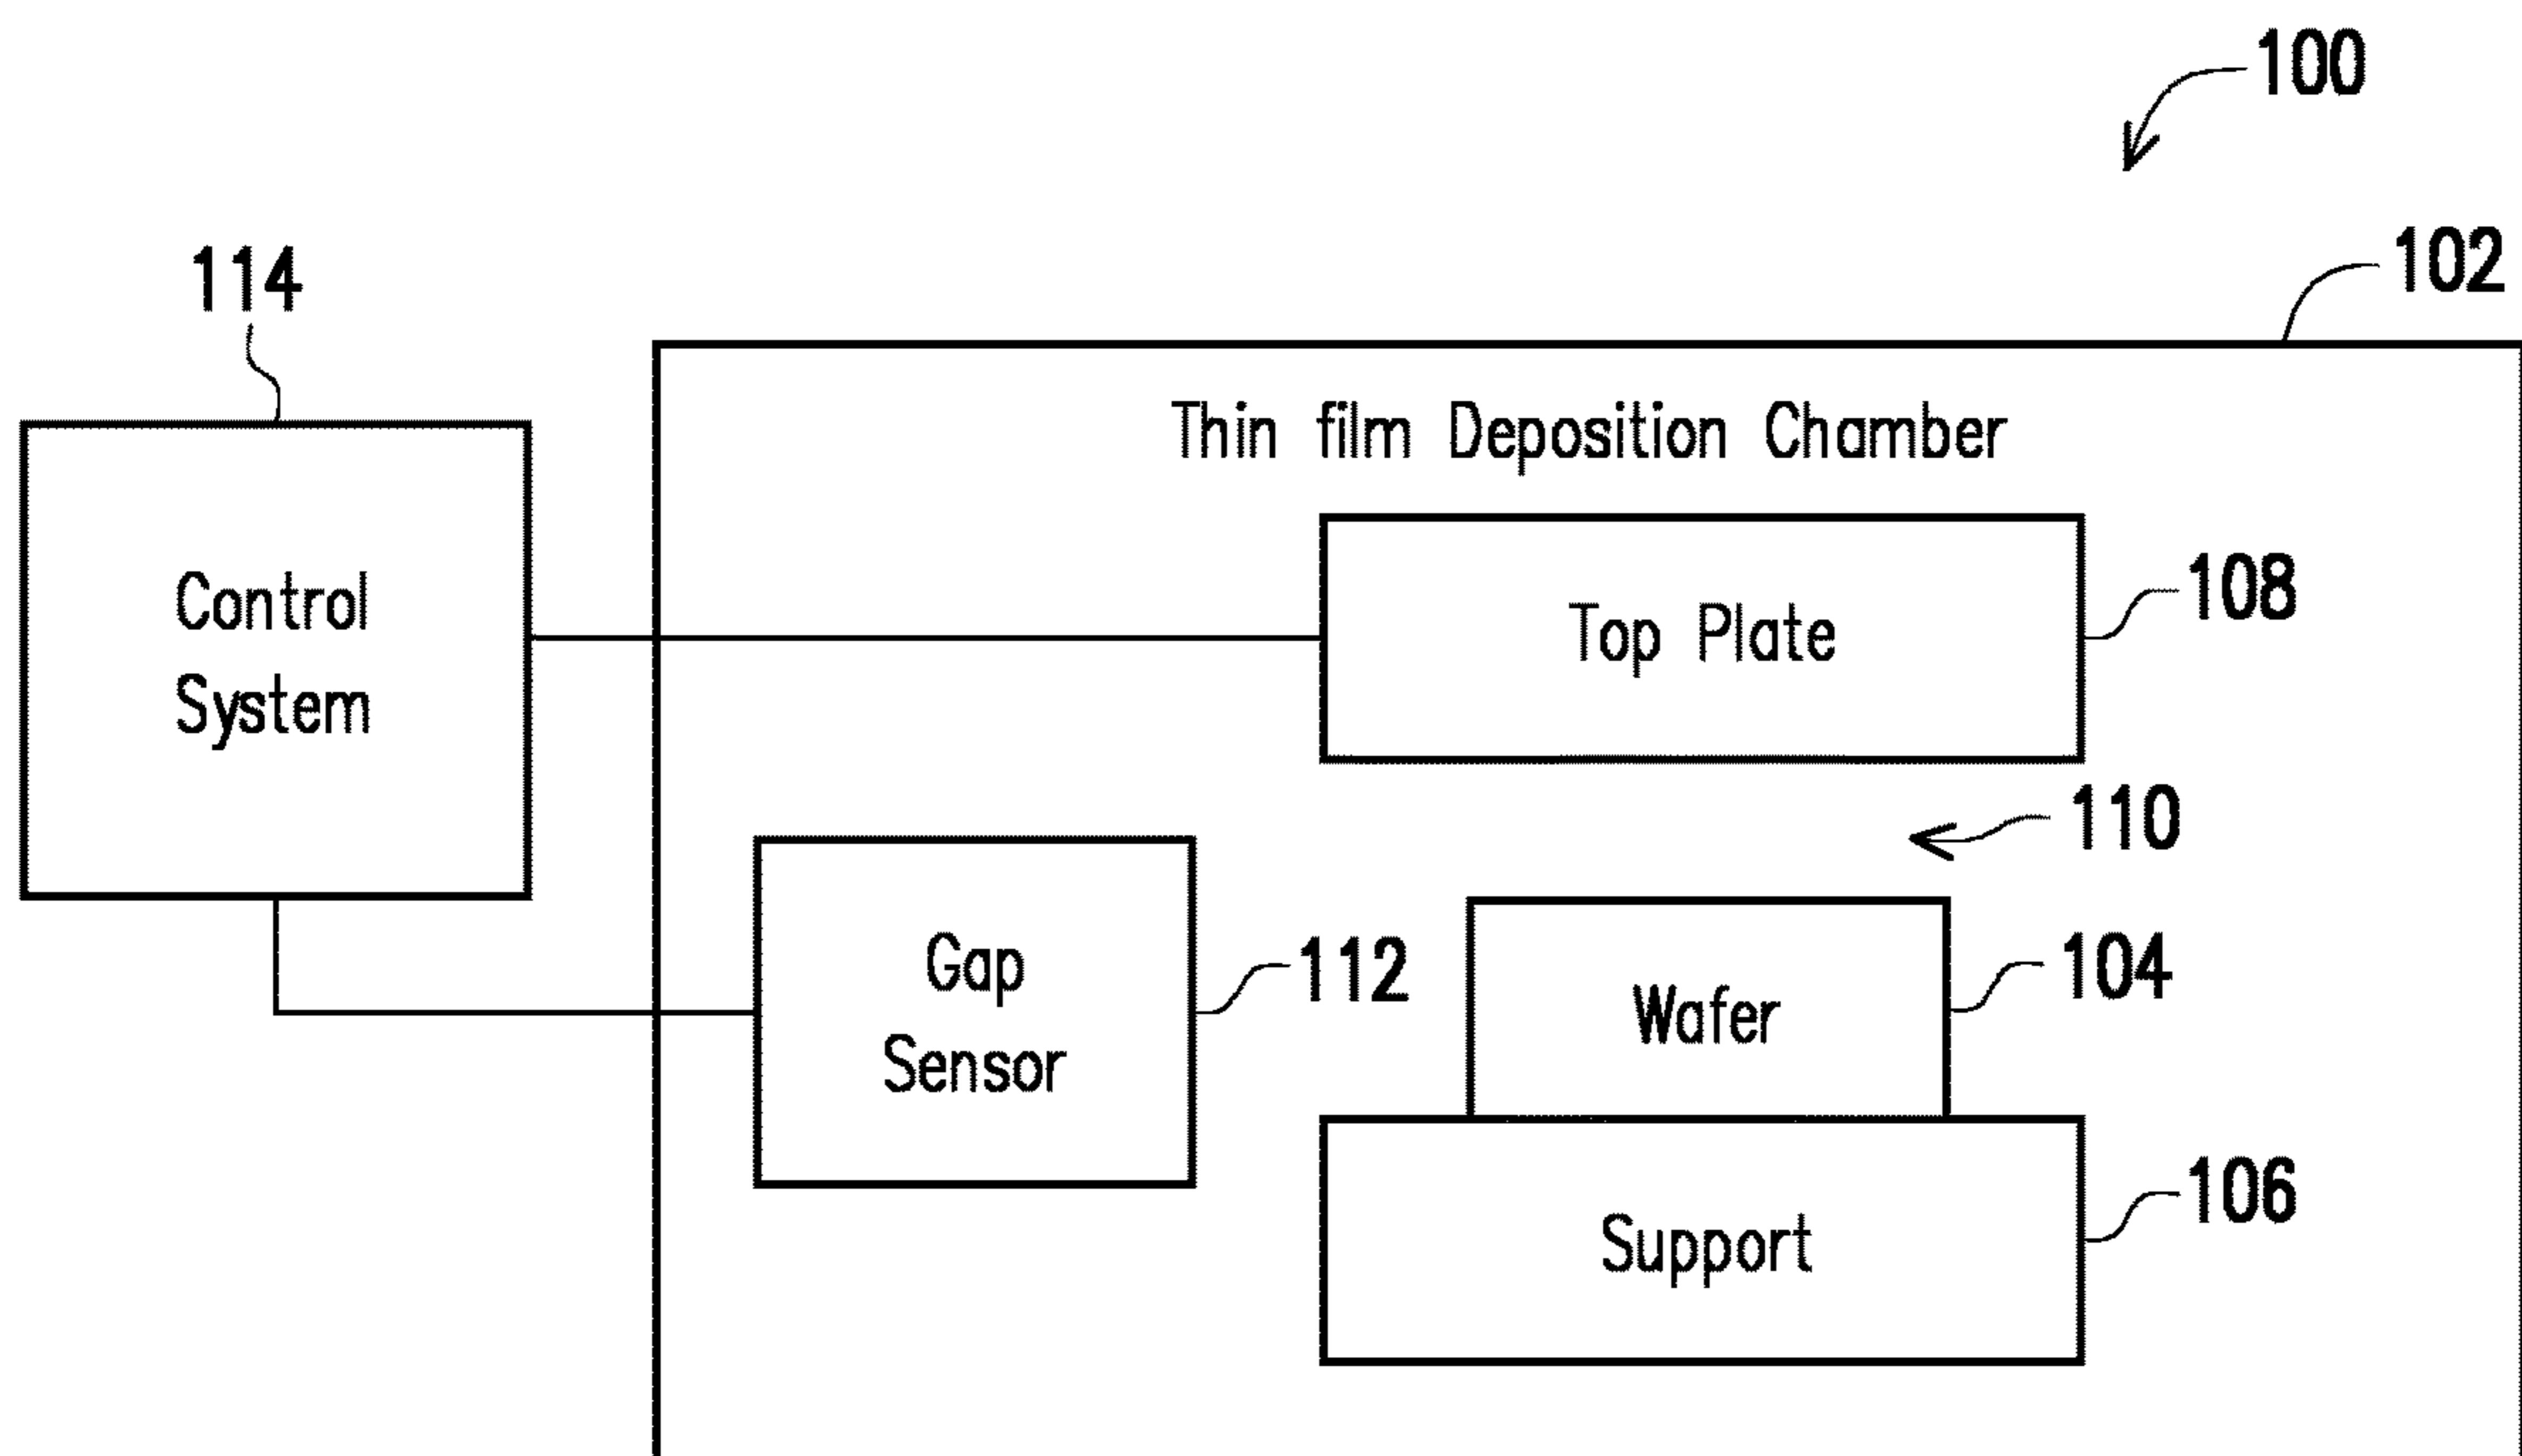 100
102
114
Thin film Deposition Chamber
Control
System
Top Plate
108
110
Gap
Sensor
112
Wafer
104
Support
106